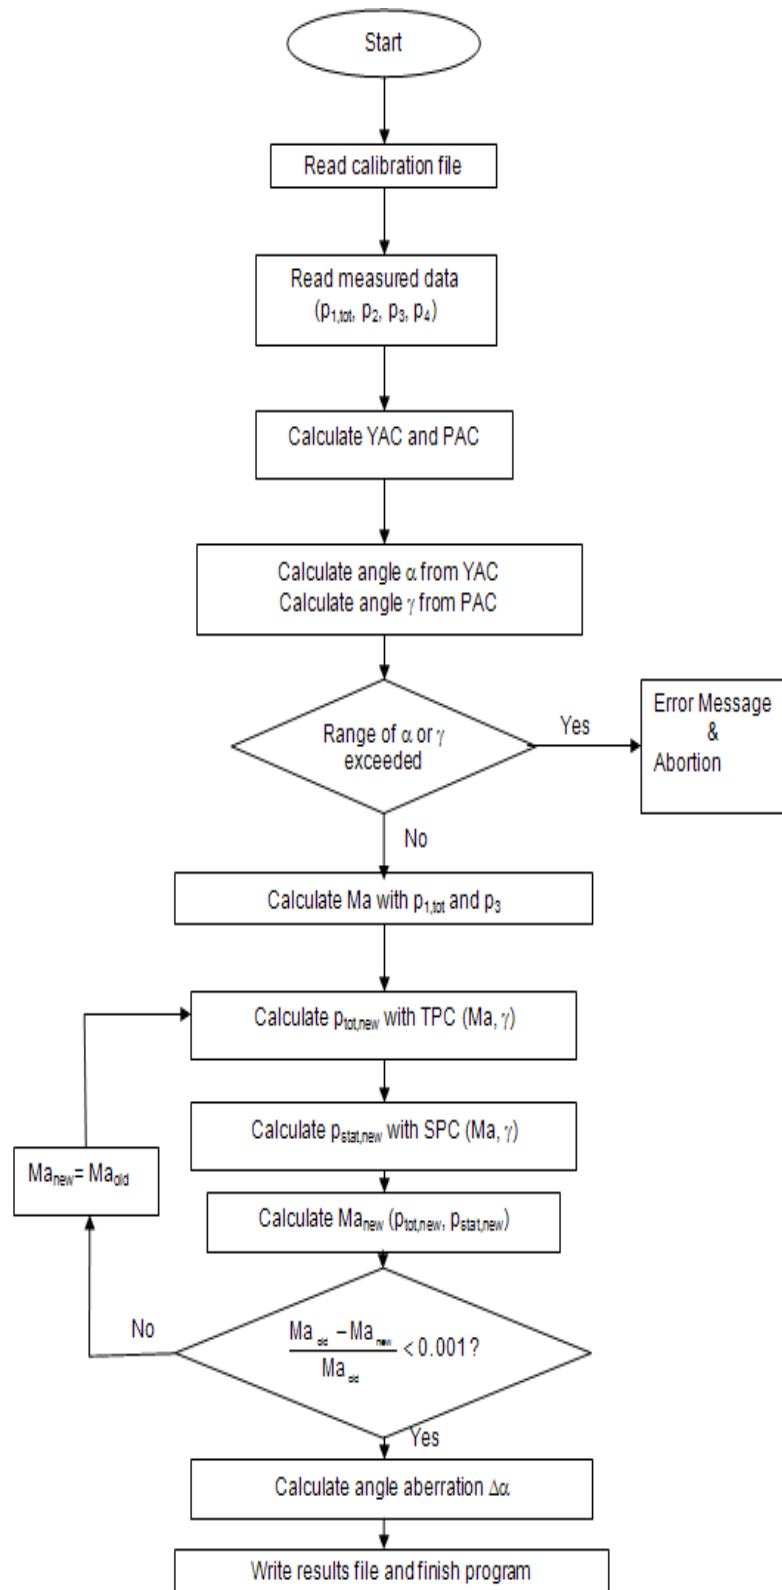 Start
Read calibration file
Read measured data
(p1,tot, p2, p3, p4)
Calculate YAC and PAC
Calculate angle α from YAC
Calculate angle γ from PAC
Range of α or γ
exceeded
Yes
Error Message
&
Abortion
No
Calculate Ma with p1,tot and p3
Calculate ptot,new with TPC (Ma, γ)
Calculate pstat,new with SPC (Ma, γ)
Manew= Maold
Calculate Manew (ptot,new, pstat,new)
No
Maold − Manew
Maold
< 0.001?
Yes
Calculate angle aberration Δα
Write results file and finish program